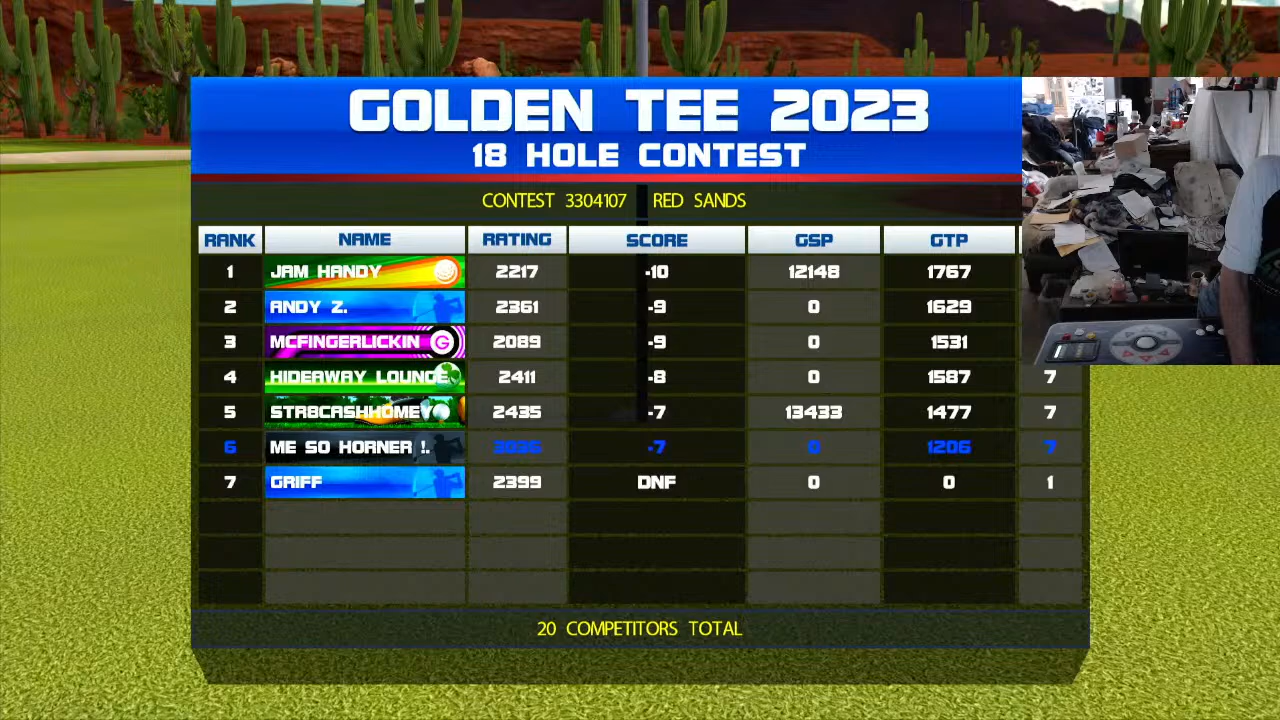 GOLDEN TEE 2023
18 HOLE CONTEST
CONTEST 3304107 RED SANDS
RANK NAME RATING SCORE GSP GTP
1 JAM HANDY 2217 -10 12148 1767
2 ANDY Z. 2361 -9 0 1629
3 MCFINGERLICKIN 2089 -9 0 1531
4 HIDEAWAY LOUNGE 2411 -8 0 1587 7
5 STR8CASHHOMEY 2435 -7 13433 1477 7
6 ME SO HORNER !. 3036 -7 0 1206 7
7 GRIFF 2399 DNF 0 0 1
20 COMPETITORS TOTAL